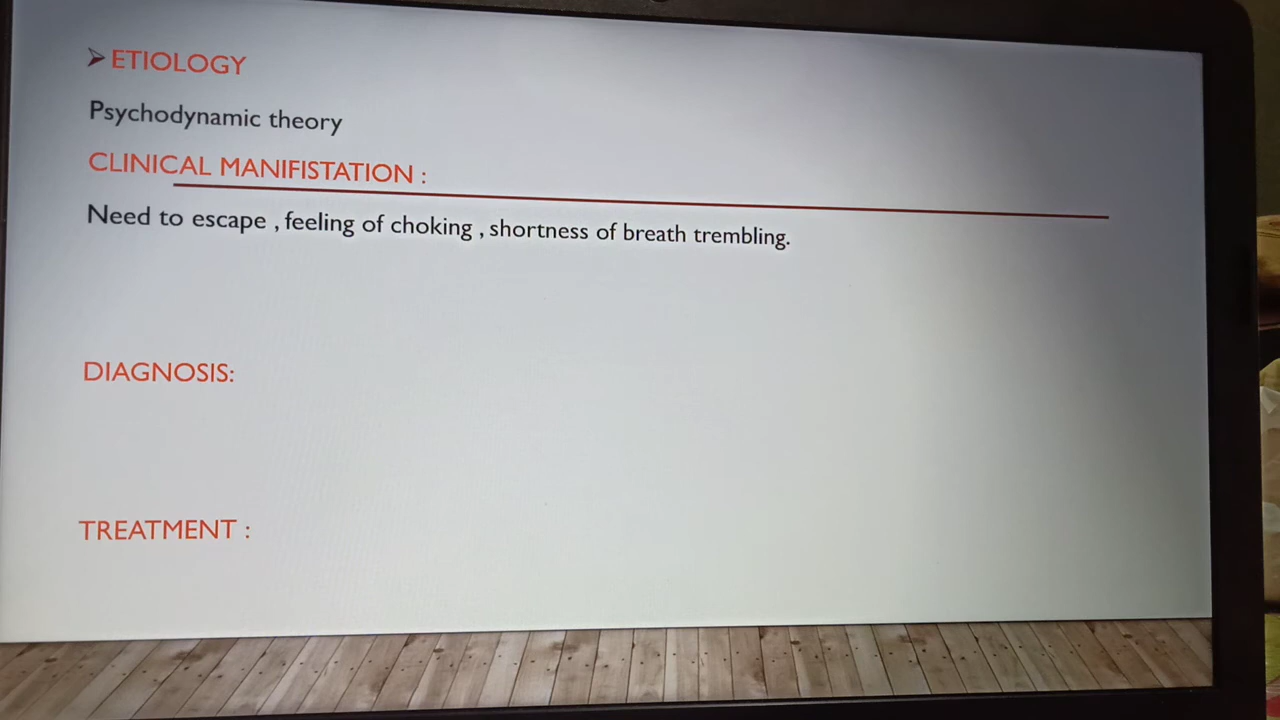 ETIOLOGY
Psychodynamic theory
CLINICAL MANIFISTATION :
Need to escape , feeling of choking , shortness of breath trembling.
DIAGNOSIS:
TREATMENT :